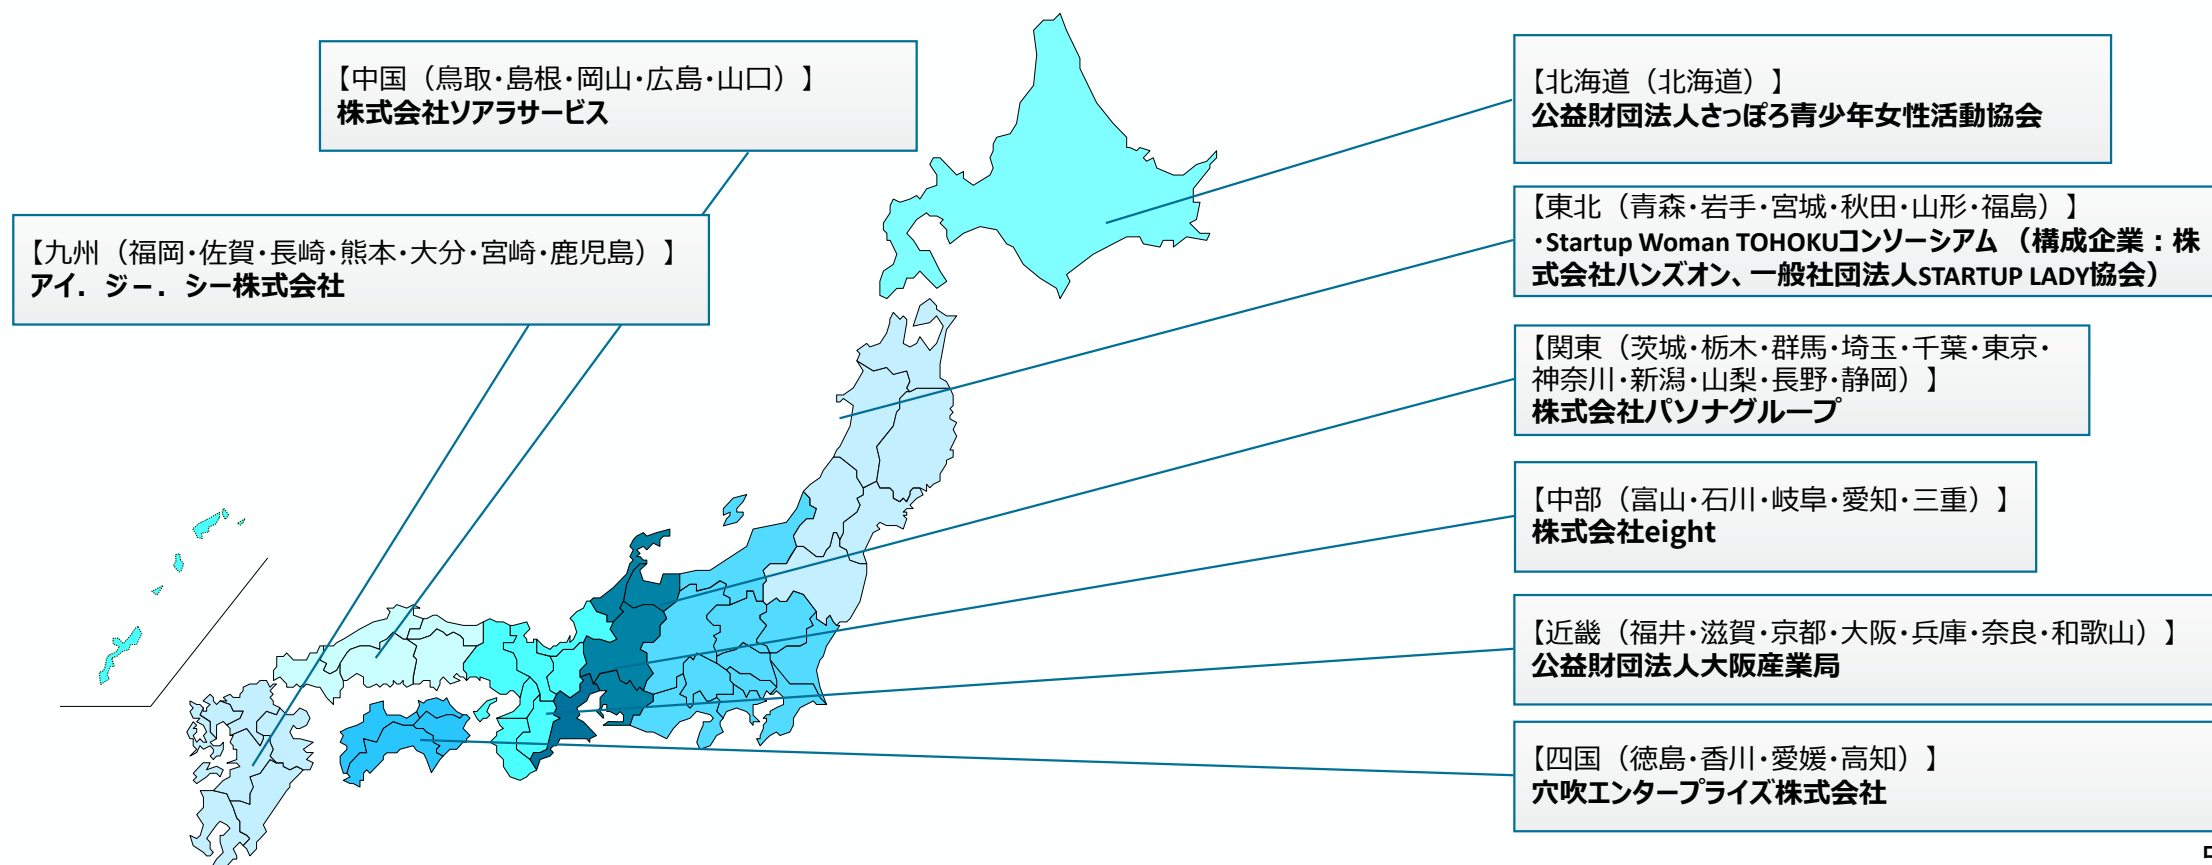 【中国（鳥取・島根・岡山・広島・山口）】
株式会社ソアラサービス
【九州（福岡・佐賀・長崎・熊本・大分・宮崎・鹿児島）】
アイ．ジー．シー株式会社
【北海道（北海道）】
公益財団法人さっぽろ青少年女性活動協会
【東北（青森・岩手・宮城・秋田・山形・福島）】
・Startup Woman TOHOKUコンソーシアム （構成企業：株
式会社ハンズオン、一般社団法人STARTUP LADY協会）
【関東（茨城・栃木・群馬・埼玉・千葉・東京・
神奈川・新潟・山梨・長野・静岡）】
株式会社パソナグループ
【中部（富山・石川・岐阜・愛知・三重）】
株式会社eight
【近畿（福井・滋賀・京都・大阪・兵庫・奈良・和歌山）】
公益財団法人大阪産業局
【四国（徳島・香川・愛媛・高知）】
穴吹エンタープライズ株式会社